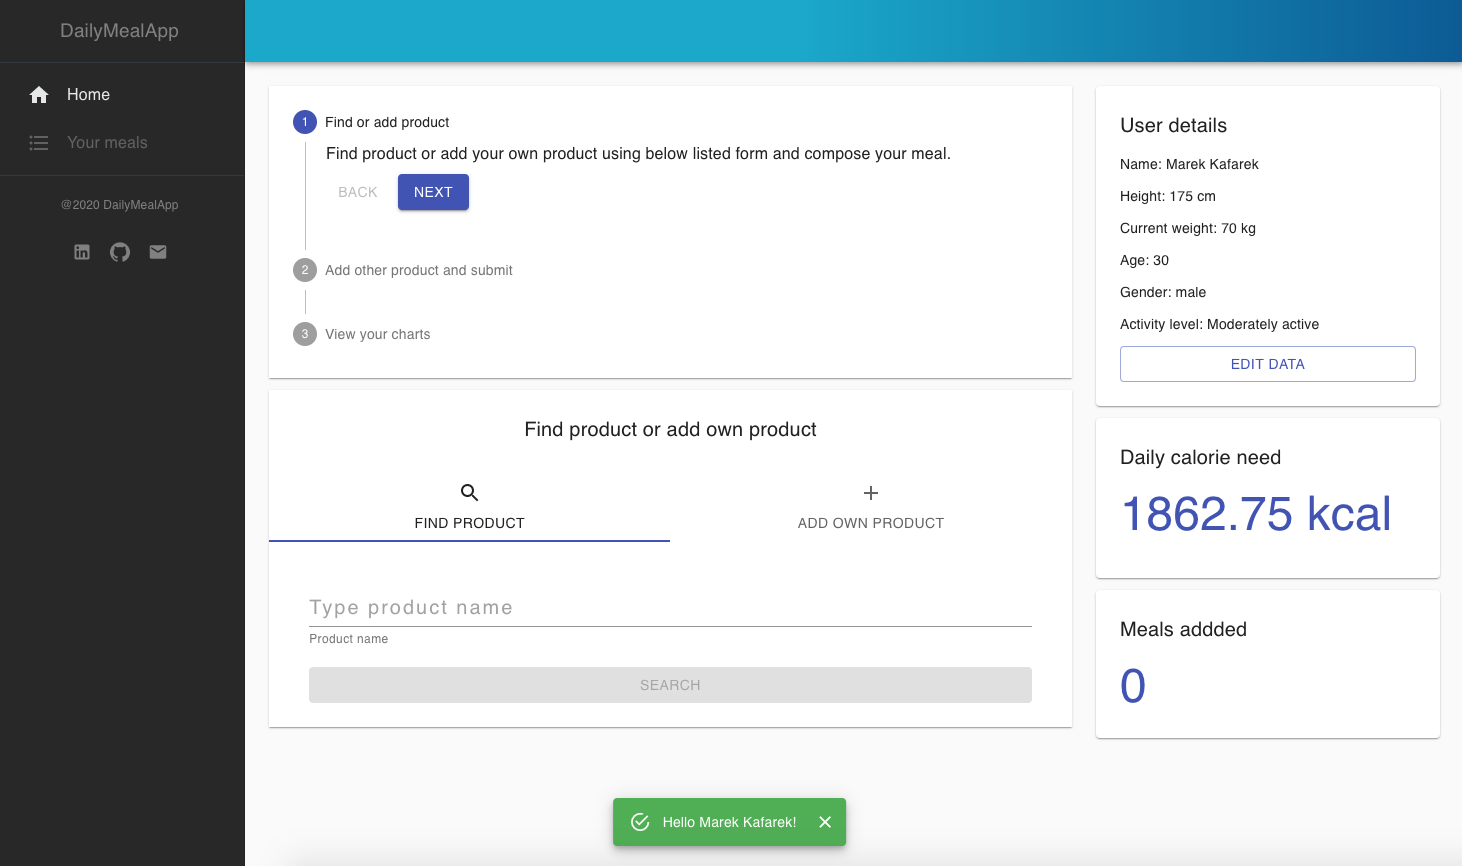 DailyMealApp
Home
Your meals
@2020 DailyMealApp
1 Find or add product
Find product or add your own product using below listed form and compose your meal.
BACK NEXT
2 Add other product and submit
3 View your charts
Find product or add own product
FIND PRODUCT ADD OWN PRODUCT
Type product name
Product name
SEARCH
User details
Name: Marek Kafarek
Height: 175 cm
Current weight: 70 kg
Age: 30
Gender: male
Activity level: Moderately active
EDIT DATA
Daily calorie need
1862.75 kcal
Meals addded
0
Hello Marek Kafarek!